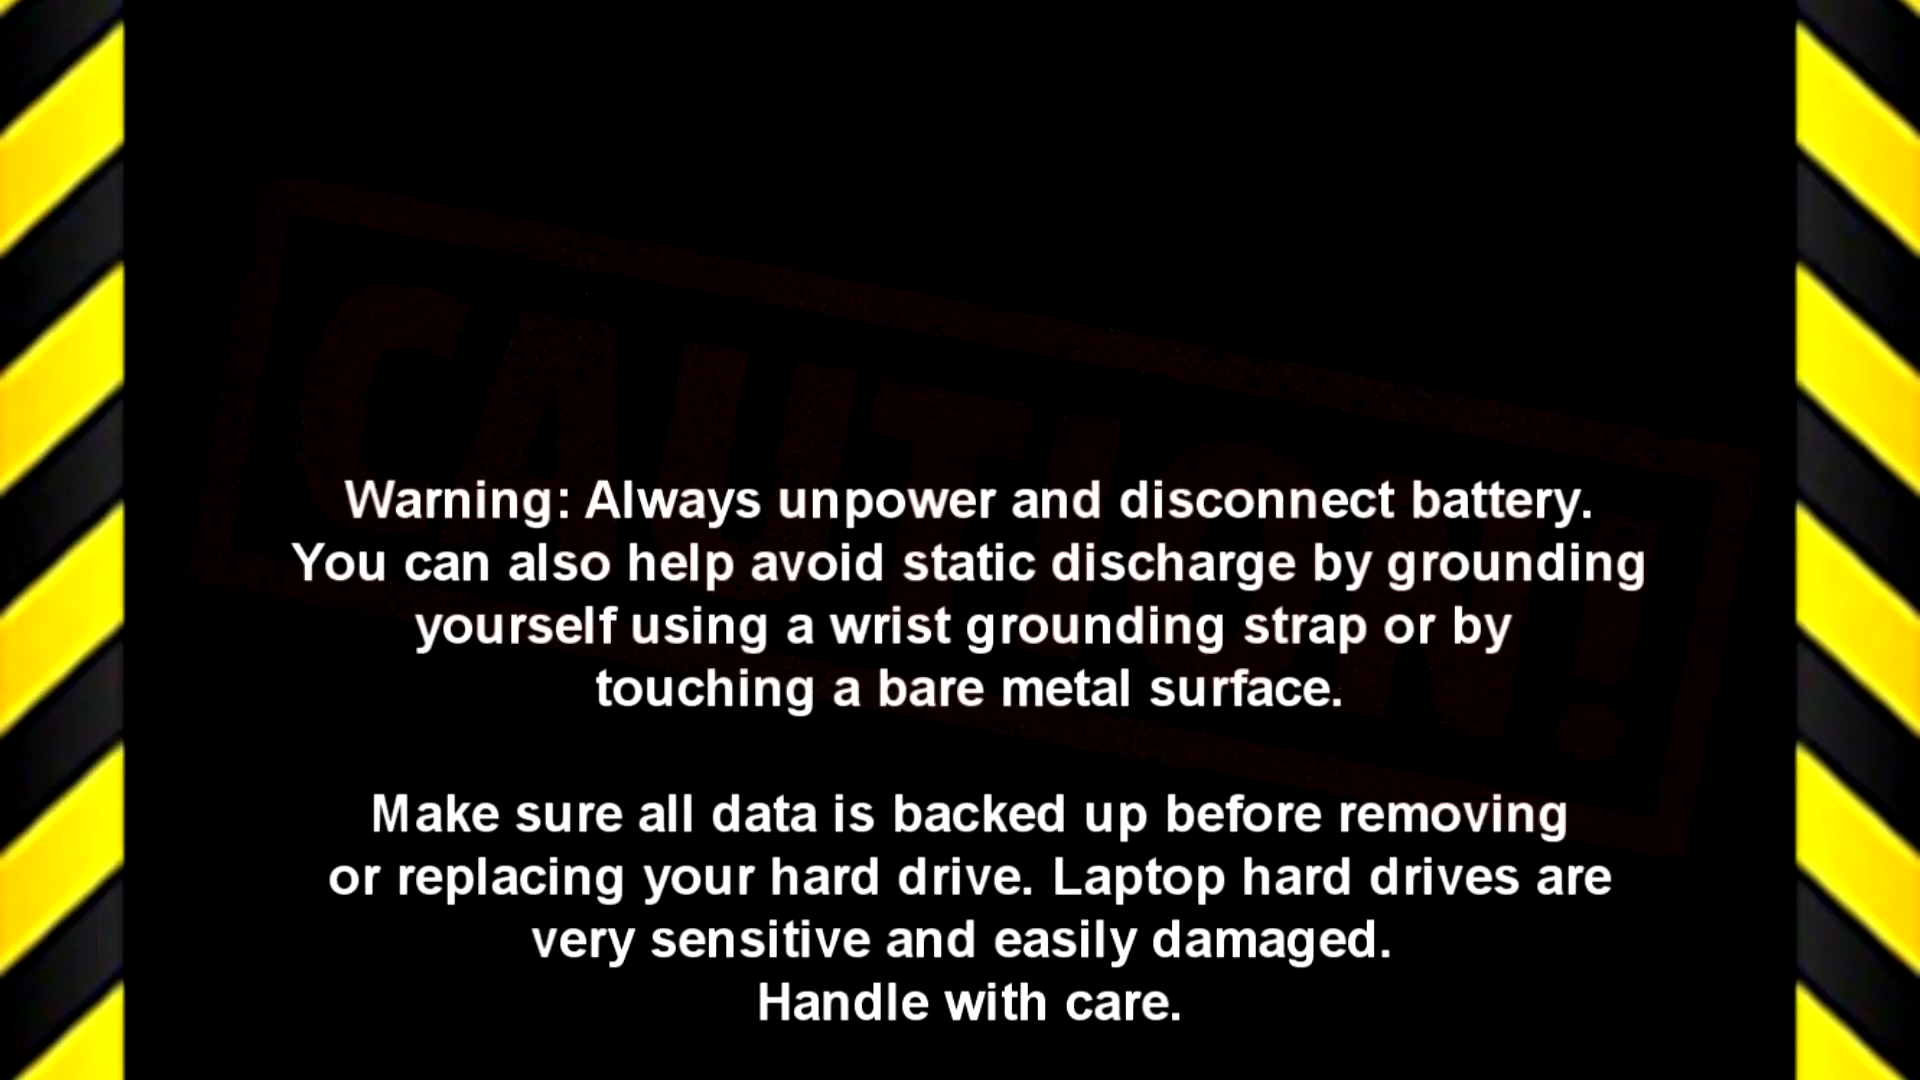 CAUTION!
Warning: Always unpower and disconnect battery.
You can also help avoid static discharge by grounding
yourself using a wrist grounding strap or by
touching a bare metal surface.
Make sure all data is backed up before removing
or replacing your hard drive. Laptop hard drives are
very sensitive and easily damaged.
Handle with care.